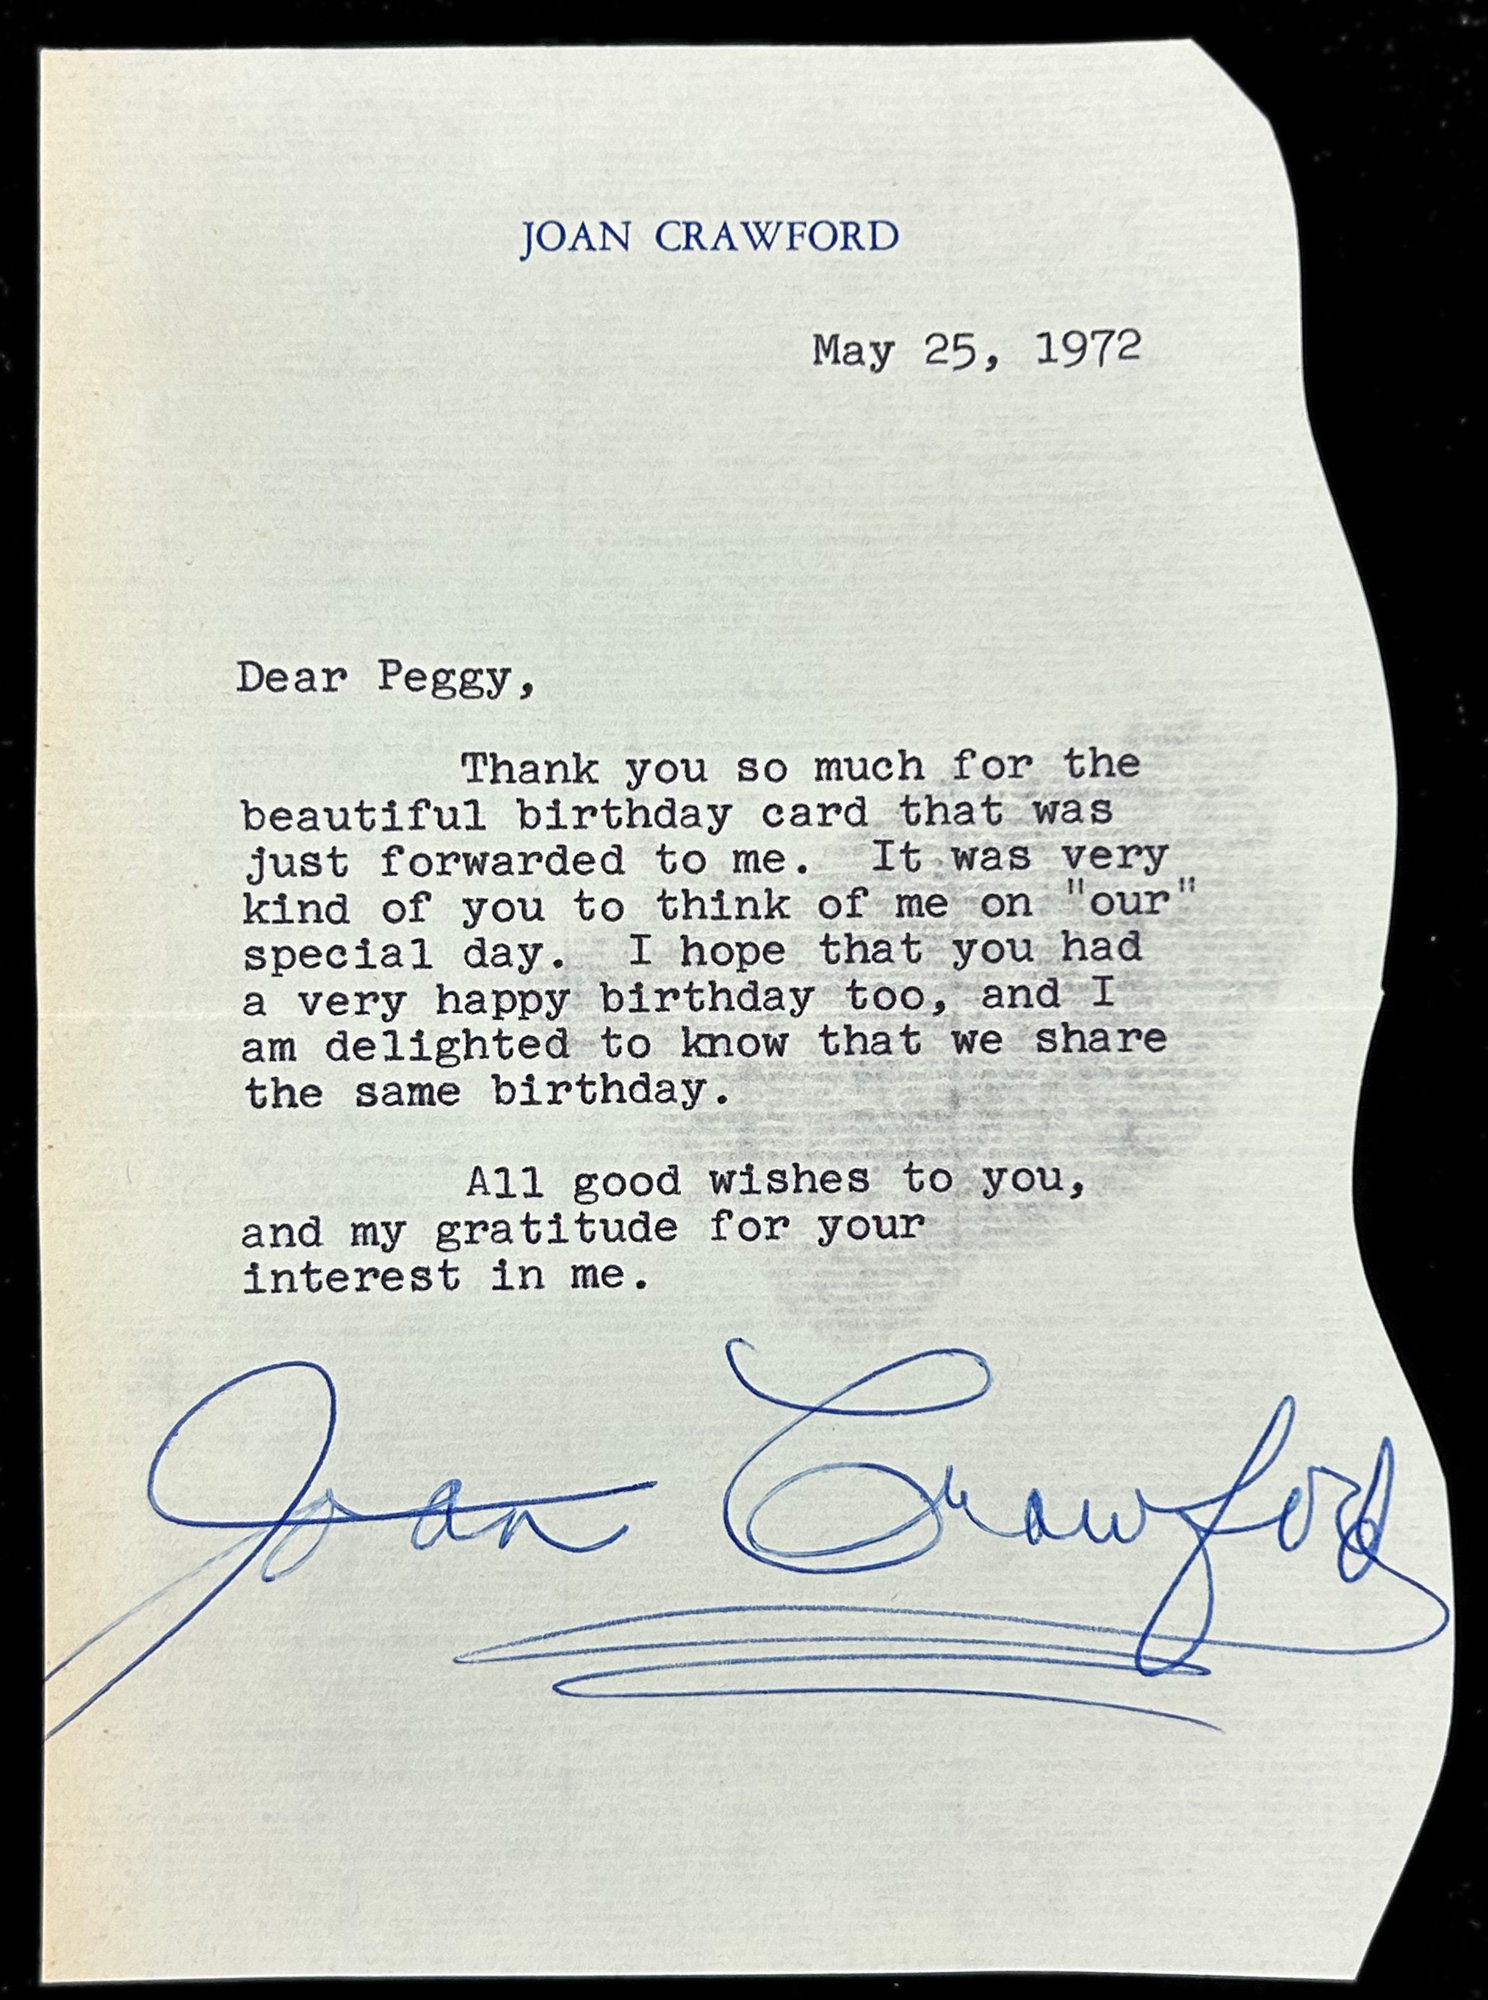 JOAN CRAWFORD
May 25, 1972
Dear Peggy,
Thank you so much for the
beautiful birthday card that was
just forwarded to me. It was very
kind of you to think of me on "our"
special day. I hope that you had
a very happy birthday too, and I
am delighted to know that we share
the same birthday.
All good wishes to you,
and my gratitude for your
interest in me.
Joan Crawford